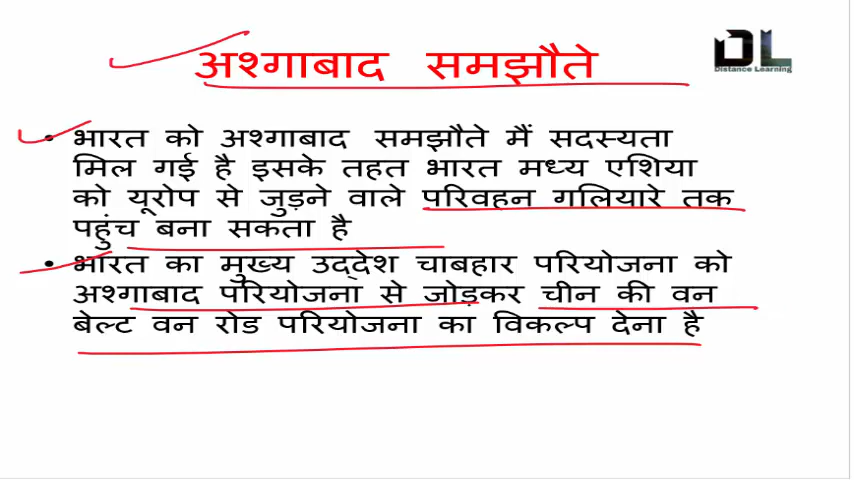 अश्गाबाद समझौते
DL
Distance Learning
• भारत को अश्गाबाद समझौते मैं सदस्यता
मिल गई है इसके तहत भारत मध्य एशिया
को यूरोप से जुड़ने वाले परिवहन गलियारे तक
पहुंच बना सकता है
• भारत का मुख्य उद्देश चाबहार परियोजना को
अश्गाबाद परियोजना से जोड़कर चीन की वन
बेल्ट वन रोड परियोजना का विकल्प देना है